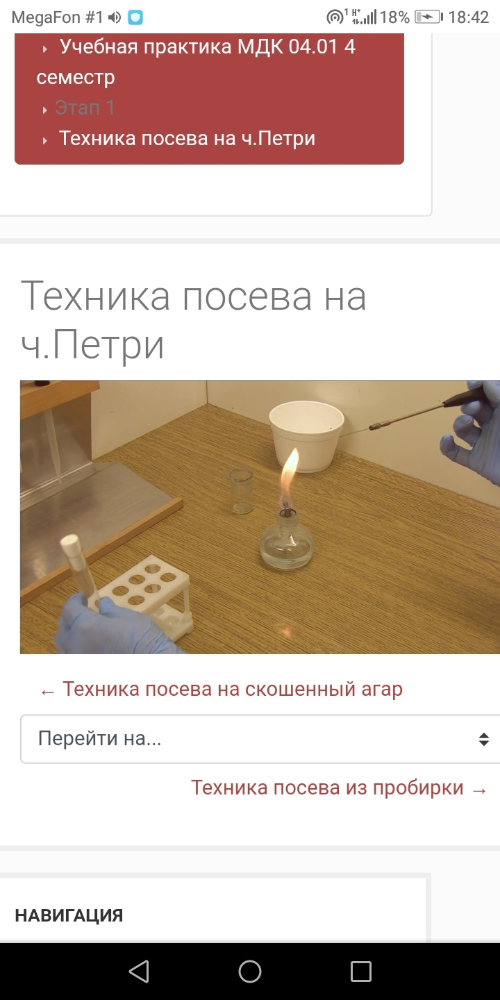 MegaFon #1 1 H+ 18% 18:42
Учебная практика МДК 04.01 4
семестр
Этап 1
Техника посева на ч.Петри
Техника посева на
ч.Петри
← Техника посева на скошенный агар
Перейти на...
Техника посева из пробирки →
НАВИГАЦИЯ